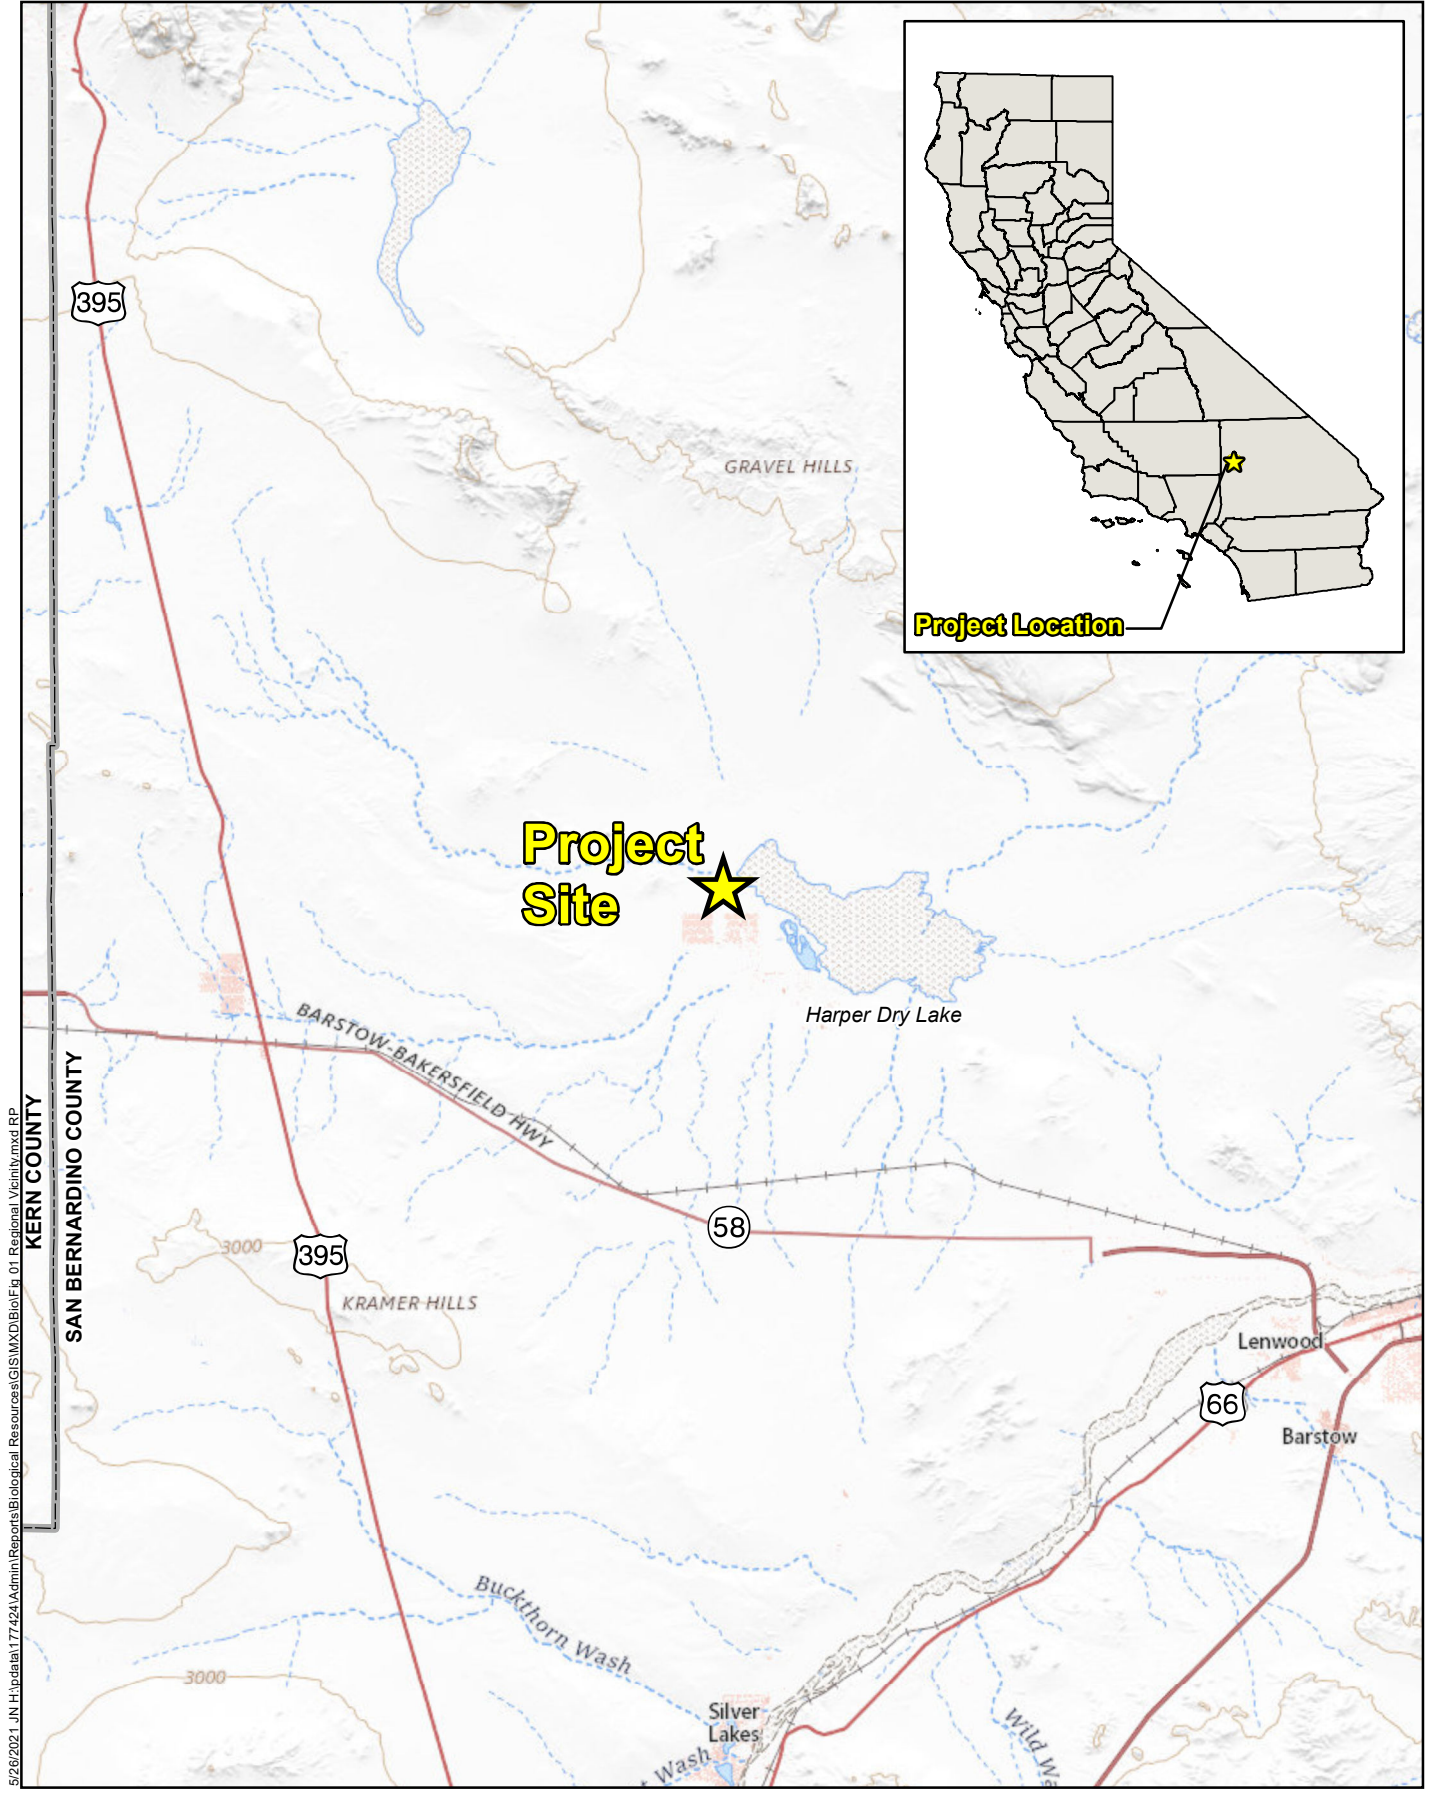 395
GRAVEL HILLS
Project Location
Project
Site
Harper Dry Lake
BARSTOW-BAKERSFIELD HWY
KERN COUNTY
SAN BERNARDINO COUNTY
58
3000
395
KRAMER HILLS
Lenwood
66
Barstow
Buckthorn Wash
3000
Silver
Lakes
Wash
Wild
5/26/2021 JN H:\pdata\177424\Admin\Reports\Biological Resources\GIS\MXD\Bio\Fig 01 Regional Vicinity.mxd RP